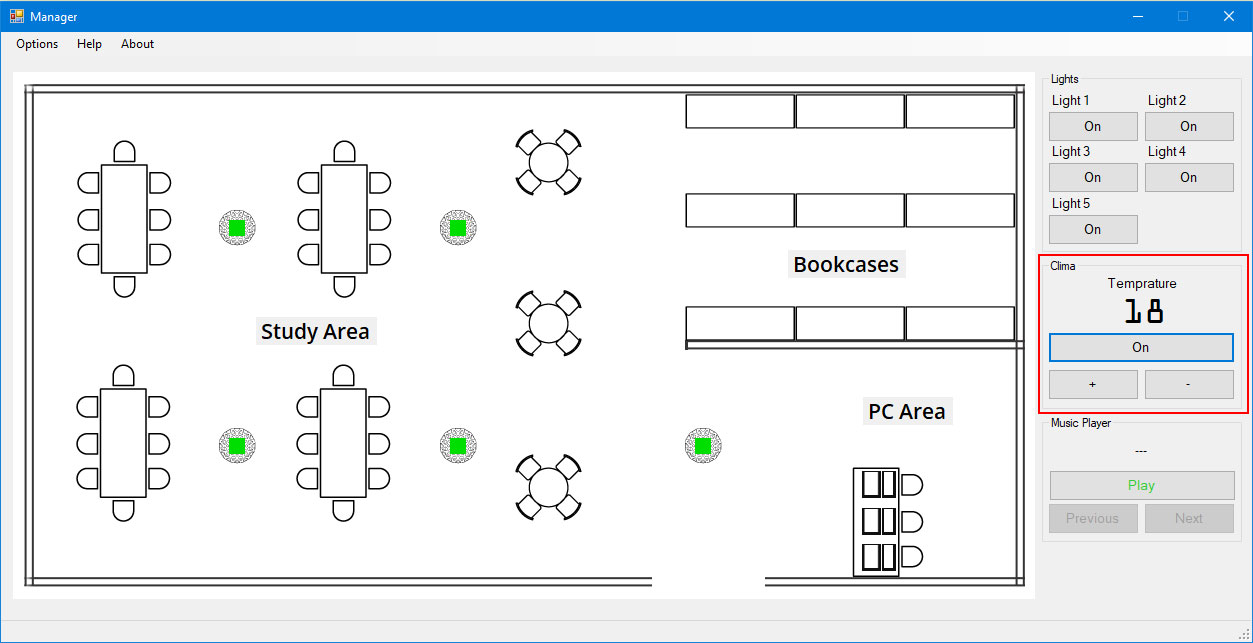 Manager
Options Help About
Lights
Light 1 Light 2
On On
Light 3 Light 4
On On
Light 5
On
Clima
Temprature
18
On
+ -
Music Player
---
Play
Previous Next
Bookcases
Study Area
PC Area